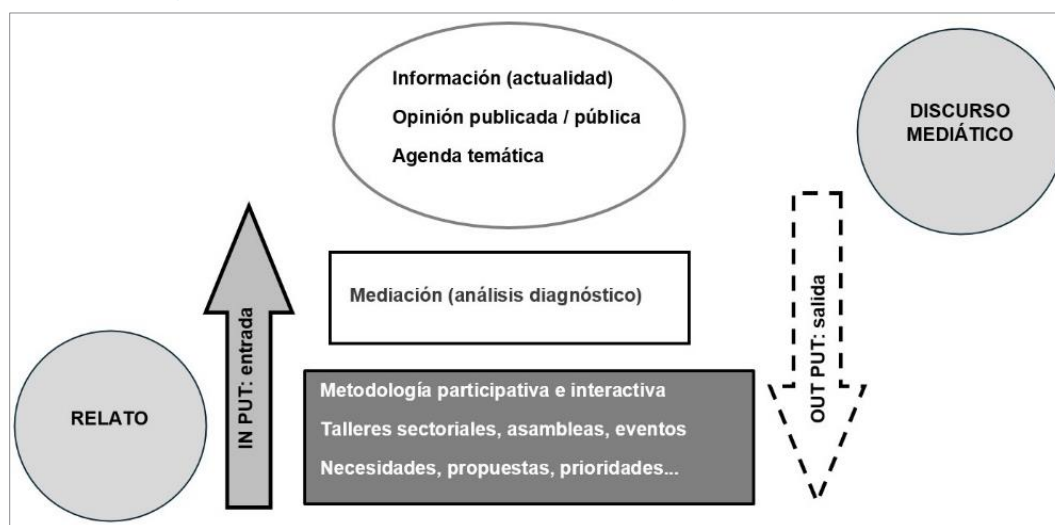 Información (actualidad)
Opinión publicada / pública
Agenda temática
DISCURSO
MEDIÁTICO
Mediación (análisis diagnóstico)
IN PUT: entrada
OUT PUT: salida
RELATO
Metodología participativa e interactiva
Talleres sectoriales, asambleas, eventos
Necesidades, propuestas, prioridades...